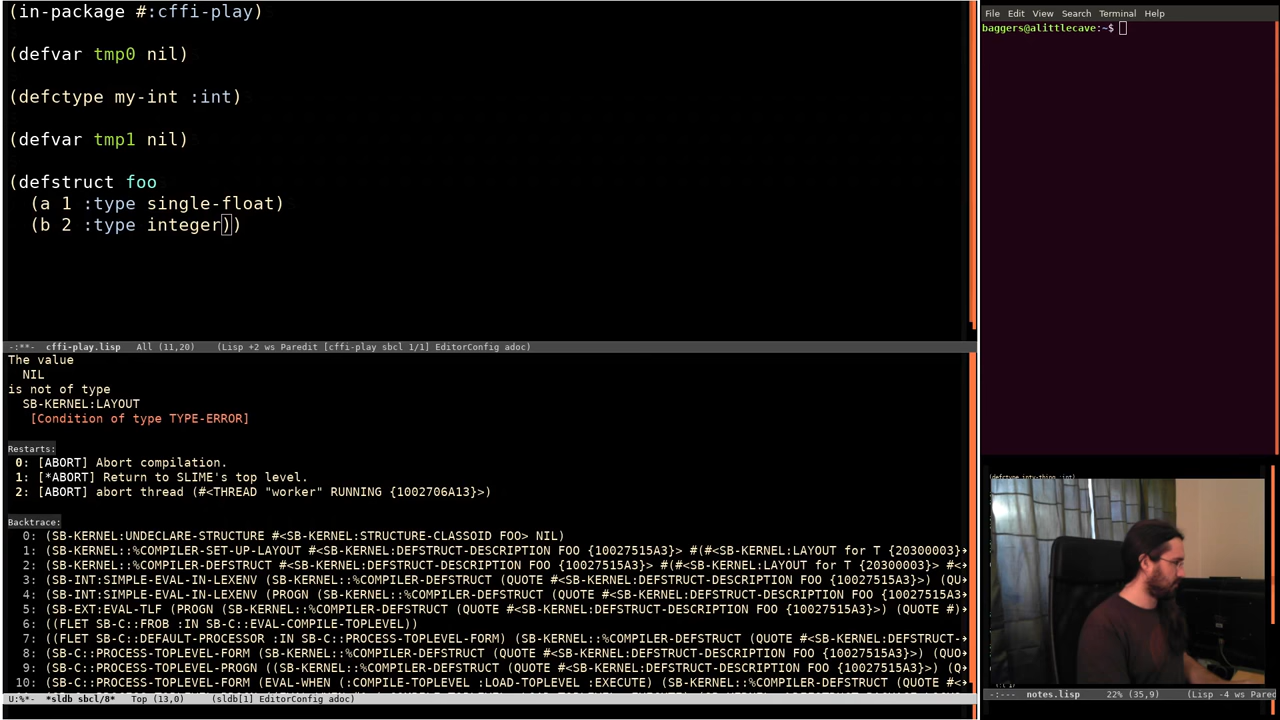 (in-package #:cffi-play)
(defvar tmp0 nil)
(defctype my-int :int)
(defvar tmp1 nil)
(defstruct foo
(a 1 :type single-float)
(b 2 :type integer))
-:**- cffi-play.lisp All (11,20) (Lisp +2 ws Paredit [cffi-play sbcl 1/1] EditorConfig adoc)
The value
NIL
is not of type
SB-KERNEL:LAYOUT
[Condition of type TYPE-ERROR]
Restarts:
0: [ABORT] Abort compilation.
1: [*ABORT] Return to SLIME's top level.
2: [ABORT] abort thread (#<THREAD "worker" RUNNING {1002706A13}>)
Backtrace:
0: (SB-KERNEL:UNDECLARE-STRUCTURE #<SB-KERNEL:STRUCTURE-CLASSOID FOO> NIL)
1: (SB-KERNEL::%COMPILER-SET-UP-LAYOUT #<SB-KERNEL:DEFSTRUCT-DESCRIPTION FOO {10027515A3}> #(#<SB-KERNEL:LAYOUT for T {20300003}
2: (SB-KERNEL::%COMPILER-DEFSTRUCT #<SB-KERNEL:DEFSTRUCT-DESCRIPTION FOO {10027515A3}> #(#<SB-KERNEL:LAYOUT for T {20300003}> #<
3: (SB-INT:SIMPLE-EVAL-IN-LEXENV (SB-KERNEL::%COMPILER-DEFSTRUCT (QUOTE #<SB-KERNEL:DEFSTRUCT-DESCRIPTION FOO {10027515A3}>) (QU
4: (SB-INT:SIMPLE-EVAL-IN-LEXENV (PROGN (SB-KERNEL::%COMPILER-DEFSTRUCT (QUOTE #<SB-KERNEL:DEFSTRUCT-DESCRIPTION FOO {10027515A3
5: (SB-EXT:EVAL-TLF (PROGN (SB-KERNEL::%COMPILER-DEFSTRUCT (QUOTE #<SB-KERNEL:DEFSTRUCT-DESCRIPTION FOO {10027515A3}>) (QUOTE #)
6: ((FLET SB-C::FROB :IN SB-C::EVAL-COMPILE-TOPLEVEL))
7: ((FLET SB-C::DEFAULT-PROCESSOR :IN SB-C::PROCESS-TOPLEVEL-FORM) (SB-KERNEL::%COMPILER-DEFSTRUCT (QUOTE #<SB-KERNEL:DEFSTRUCT-
8: (SB-C::PROCESS-TOPLEVEL-FORM (SB-KERNEL::%COMPILER-DEFSTRUCT (QUOTE #<SB-KERNEL:DEFSTRUCT-DESCRIPTION FOO {10027515A3}>) (QUO
9: (SB-C::PROCESS-TOPLEVEL-PROGN ((SB-KERNEL::%COMPILER-DEFSTRUCT (QUOTE #<SB-KERNEL:DEFSTRUCT-DESCRIPTION FOO {10027515A3}>) (Q
10: (SB-C::PROCESS-TOPLEVEL-FORM (EVAL-WHEN (:COMPILE-TOPLEVEL :LOAD-TOPLEVEL :EXECUTE) (SB-KERNEL::%COMPILER-DEFSTRUCT (QUOTE #<
U:%*- *sldb sbcl/8* Top (13,0) (sldb[1] EditorConfig adoc)
File Edit View Search Terminal Help
baggers@alittlecave:~$
-:--- notes.lisp 22% (35,9) (Lisp -4 ws Pared